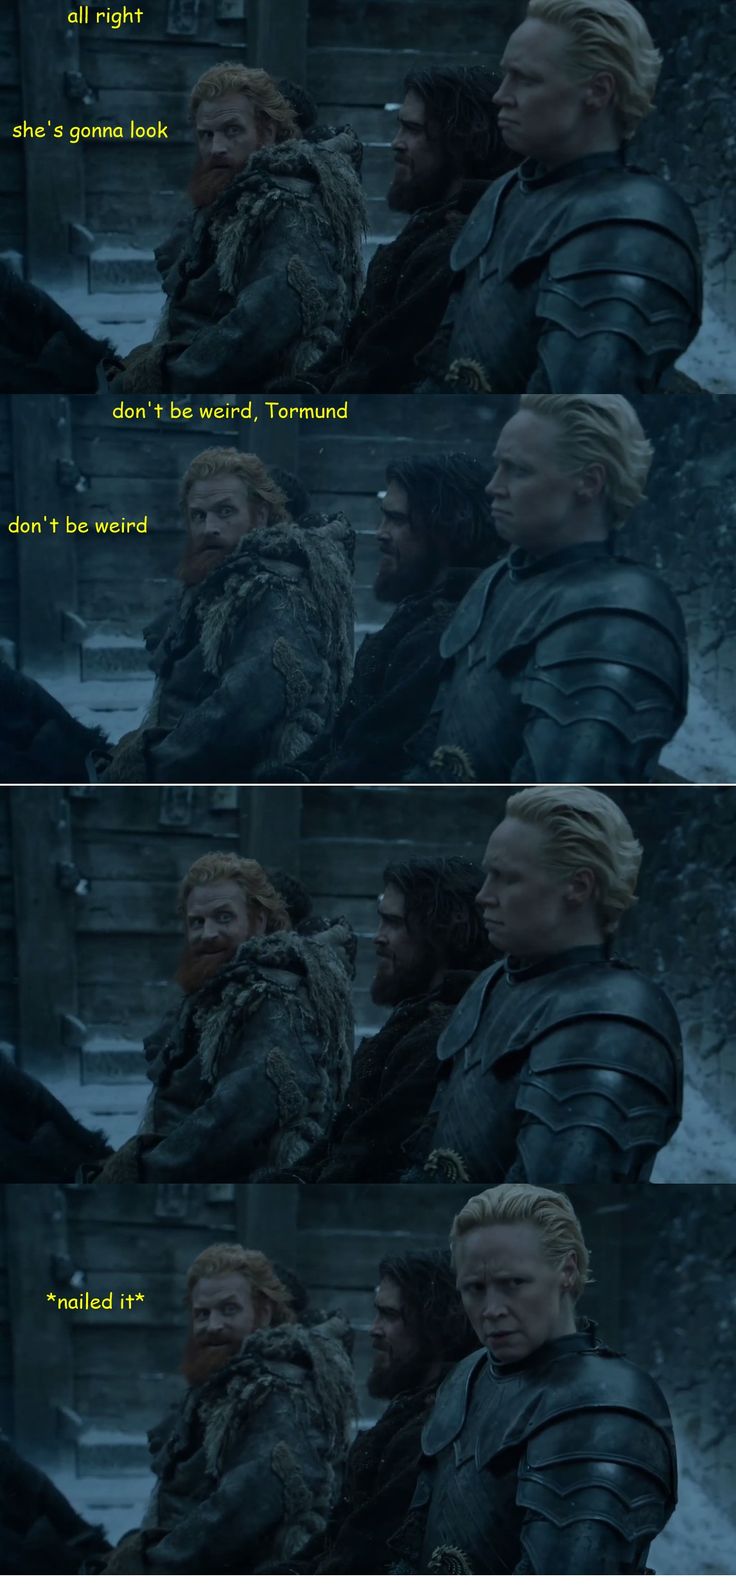 all right
she's gonna look
don't be weird, Tormund
don't be weird
*nailed it*